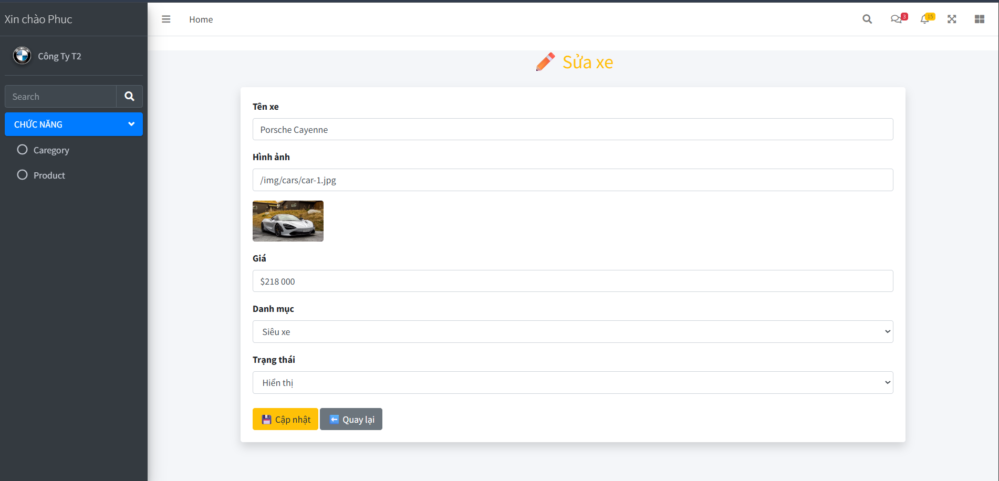 Xin chào Phuc
Home
3
15
Công Ty T2
Search
CHỨC NĂNG
Caregory
Product
Sửa xe
Tên xe
Porsche Cayenne
Hình ảnh
/img/cars/car-1.jpg
Giá
$218 000
Danh mục
Siêu xe
Trạng thái
Hiển thị
Cập nhật
Quay lại